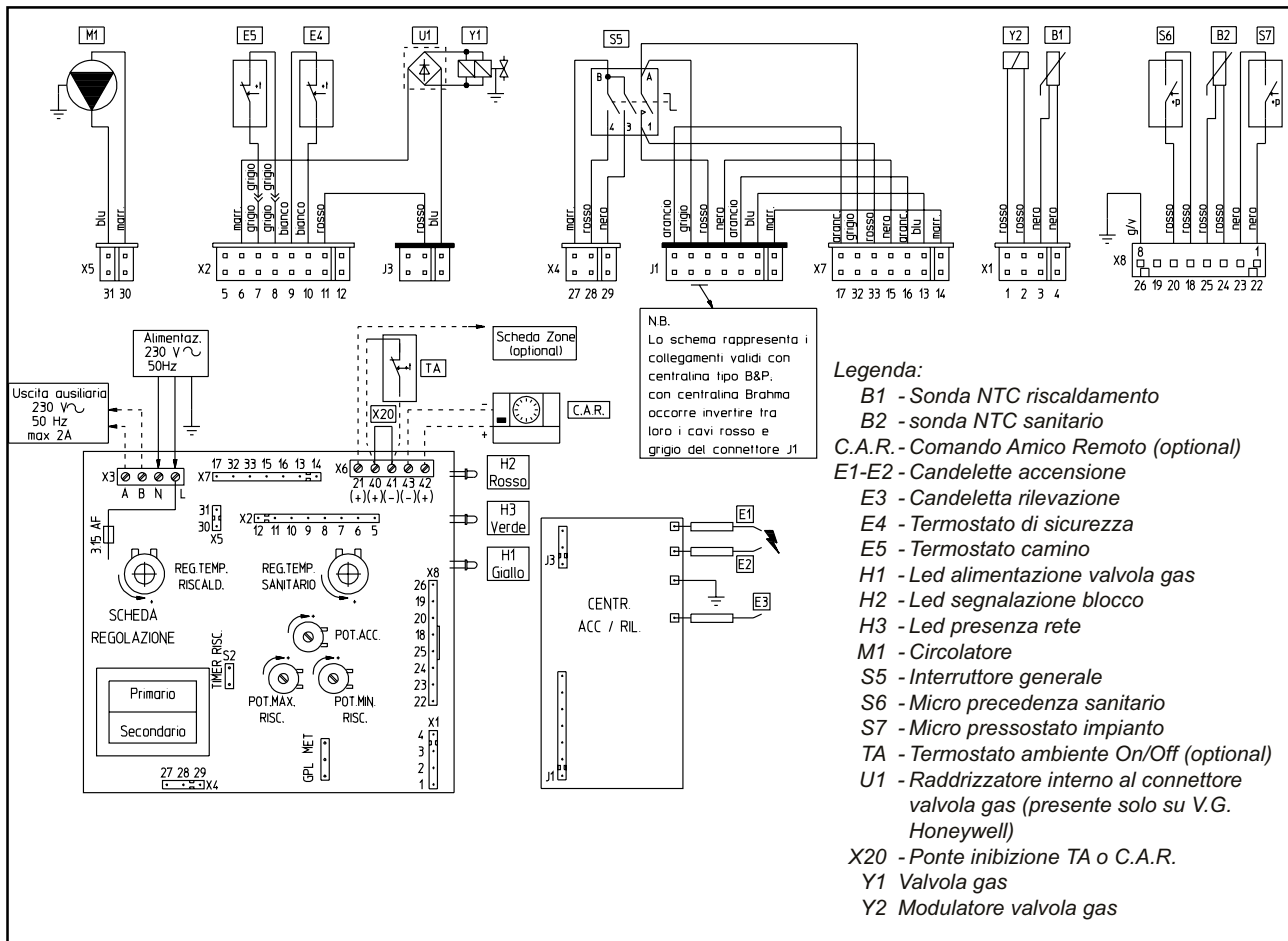 M1
E5
E4
U1
Y1
S5
Y2
B1
S6
B2
S7
B
A
4 3 1
+t
+t
+p
+p
blu
marr.
marr.
grigio
grigio
grigio
grigio
bianco
bianco
rosso
rosso
blu
marr.
rosso
nero
arancio
grigio
rosso
nero
arancio
blu
marr.
aranc.
grigio
rosso
nero
aranc.
blu
marr.
rosso
rosso
nero
nero
g/v
rosso
rosso
rosso
nero
nero
X5
X2
J3
X4
J1
X7
X1
X8
8
1
31 30
5 6 7 8 9 10 11 12
27 28 29
17 32 33 15 16 13 14
1 2 3 4
26 19 20 18 25 24 23 22
Alimentaz.
230 V
50Hz
Uscita ausiliaria
230 V
50 Hz
max 2A
Scheda Zone
(optional)
TA
X20
C.A.R.
-
+
N.B.
Lo schema rappresenta i
collegamenti validi con
centralina tipo B&P,
con centralina Brahma
occorre invertire tra
loro i cavi rosso e
grigio del connettore J1
X3
A B N L
3.15 AF
17 32 33 15 16 13 14
X7
31
30
X5
X2
12 11 10 9 8 7 6 5
X6
21 40 41 43 42
(+) (+) (-) (-) (+)
H2
Rosso
H3
Verde
H1
Giallo
REG.TEMP.
RISCALD.
REG.TEMP.
SANITARIO
SCHEDA
REGOLAZIONE
TIMER RISC.
S2
POT.ACC.
POT.MAX.
RISC.
POT.MIN.
RISC.
Primario
Secondario
GPL MET
27 28 29
X4
X8
26
19
20
18
25
24
23
22
X1
4
3
2
1
J3
CENTR.
ACC / RIL.
J1
E1
E2
E3
Legenda:
B1 - Sonda NTC riscaldamento
B2 - sonda NTC sanitario
C.A.R. - Comando Amico Remoto (optional)
E1-E2 - Candelette accensione
E3 - Candeletta rilevazione
E4 - Termostato di sicurezza
E5 - Termostato camino
H1 - Led alimentazione valvola gas
H2 - Led segnalazione blocco
H3 - Led presenza rete
M1 - Circolatore
S5 - Interruttore generale
S6 - Micro precedenza sanitario
S7 - Micro pressostato impianto
TA - Termostato ambiente On/Off (optional)
U1 - Raddrizzatore interno al connettore
valvola gas (presente solo su V.G.
Honeywell)
X20 - Ponte inibizione TA o C.A.R.
Y1 Valvola gas
Y2 Modulatore valvola gas